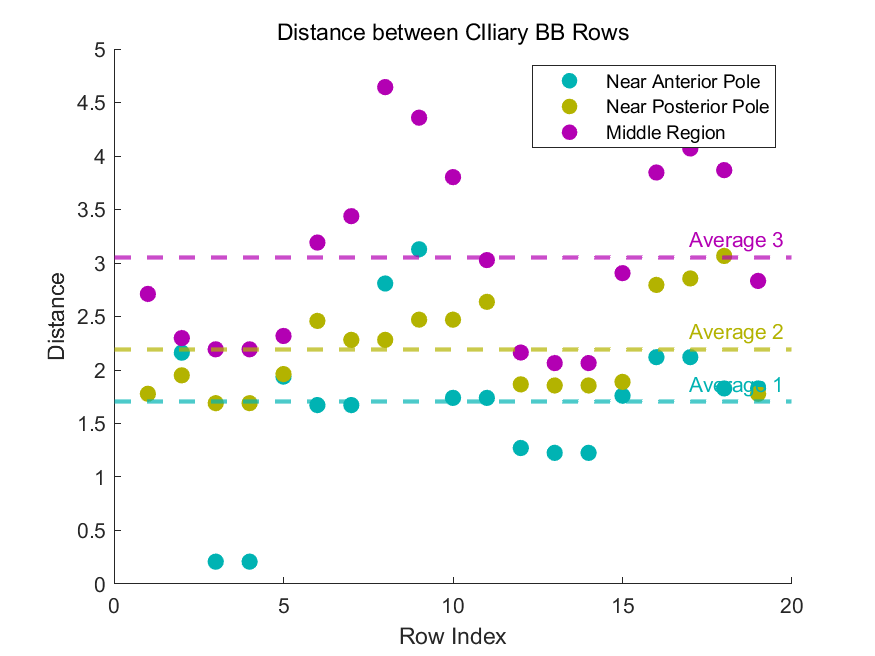 Distance between CIliary BB Rows
5
4.5
4
3.5
3
2.5
2
1.5
1
0.5
0
Distance
Near Anterior Pole
Near Posterior Pole
Middle Region
Average 3
Average 2
Average 1
0 5 10 15 20
Row Index